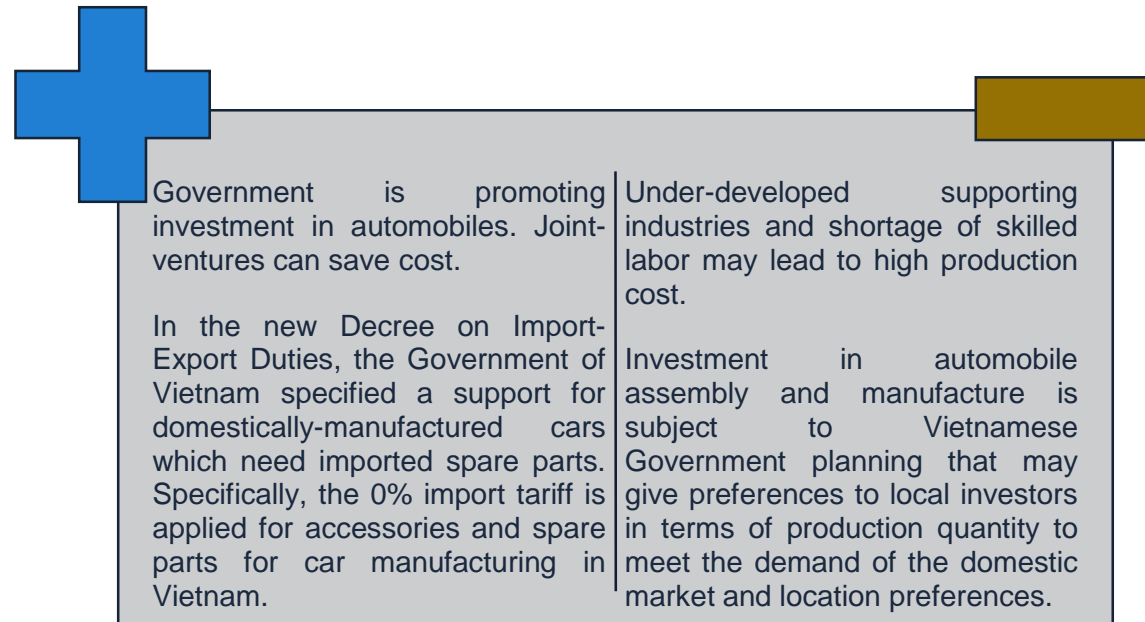 Government is promoting
investment in automobiles. Joint-
ventures can save cost.
In the new Decree on Import-
Export Duties, the Government of
Vietnam specified a support for
domestically-manufactured cars
which need imported spare parts.
Specifically, the 0% import tariff is
applied for accessories and spare
parts for car manufacturing in
Vietnam.
Under-developed supporting
industries and shortage of skilled
labor may lead to high production
cost.
Investment in automobile
assembly and manufacture is
subject to Vietnamese
Government planning that may
give preferences to local investors
in terms of production quantity to
meet the demand of the domestic
market and location preferences.